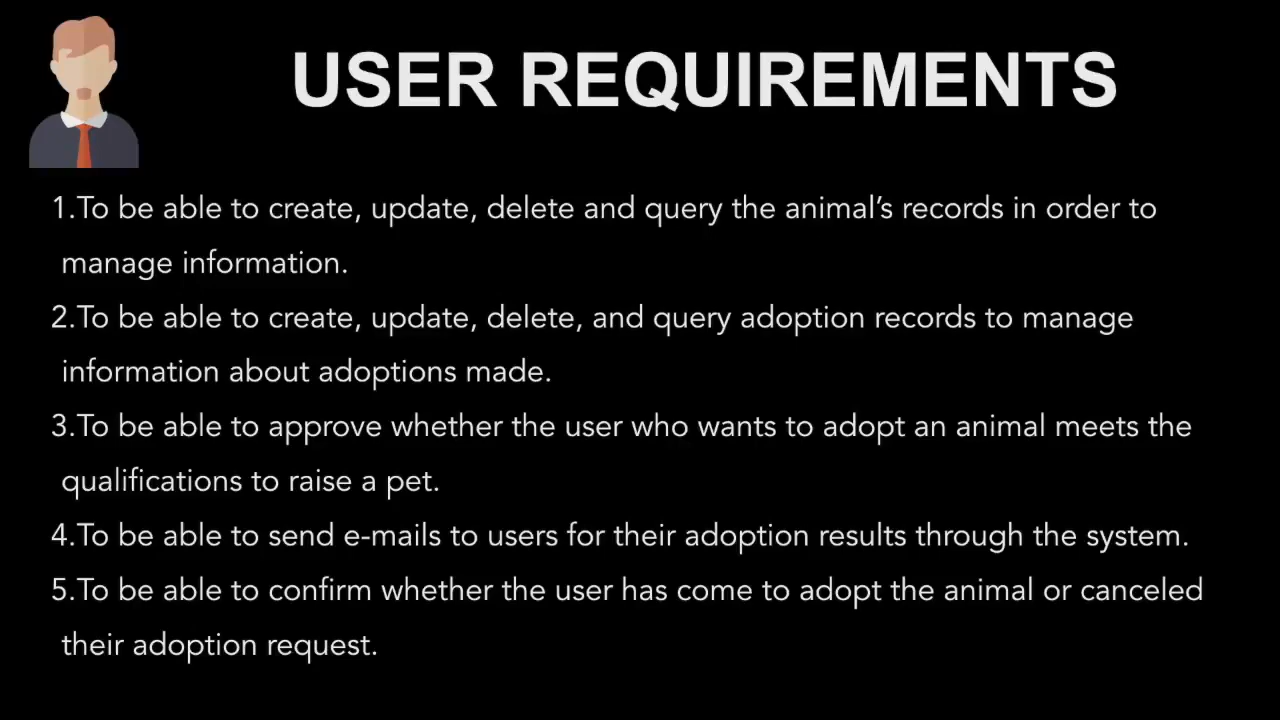 USER REQUIREMENTS
1.To be able to create, update, delete and query the animal’s records in order to
manage information.
2.To be able to create, update, delete, and query adoption records to manage
information about adoptions made.
3.To be able to approve whether the user who wants to adopt an animal meets the
qualifications to raise a pet.
4.To be able to send e-mails to users for their adoption results through the system.
5.To be able to confirm whether the user has come to adopt the animal or canceled
their adoption request.